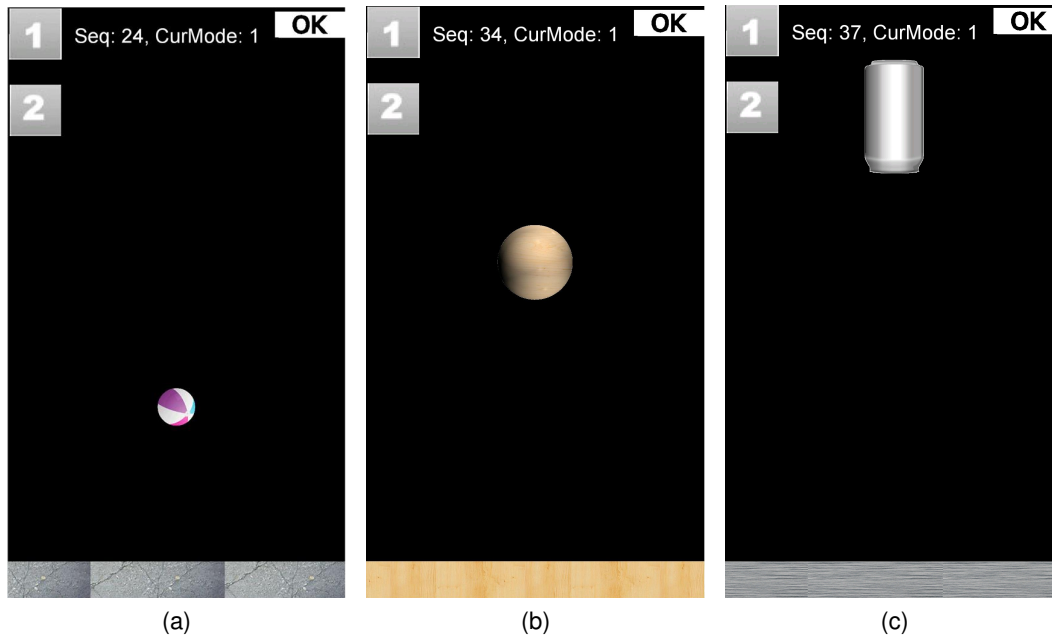 1
Seq: 24, CurMode: 1
OK
2
(a)
1
Seq: 34, CurMode: 1
OK
2
(b)
1
Seq: 37, CurMode: 1
OK
2
(c)